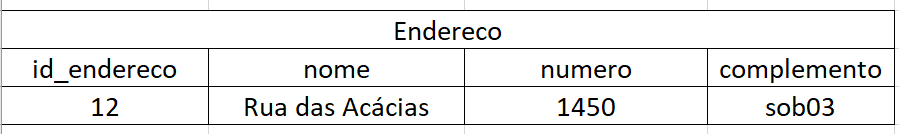 Endereco
id_endereco nome numero complemento
12 Rua das Acácias 1450 sob03